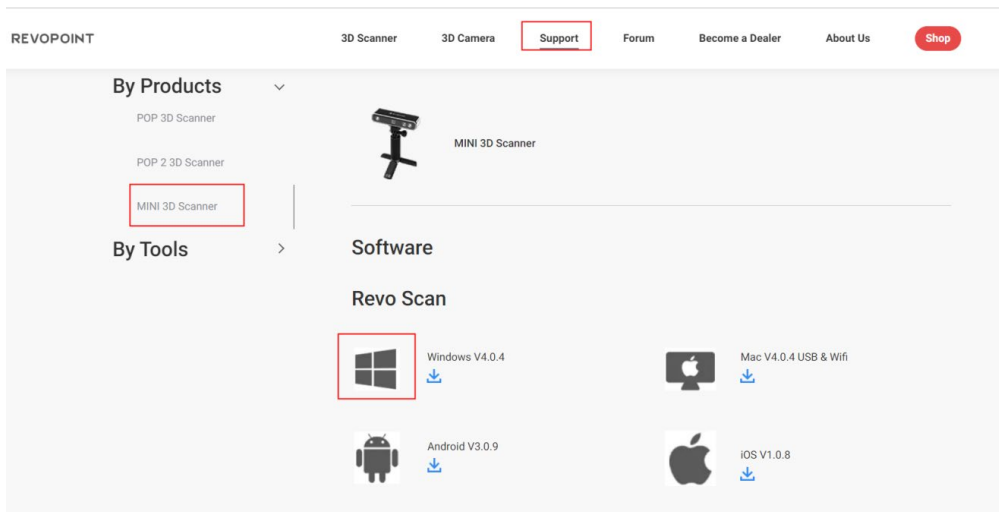 REVOPOINT
3D Scanner
3D Camera
Support
Forum
Become a Dealer
About Us
Shop
By Products
POP 3D Scanner
POP 2 3D Scanner
MINI 3D Scanner
By Tools
MINI 3D Scanner
Software
Revo Scan
Windows V4.0.4
Mac V4.0.4 USB & Wifi
Android V3.0.9
iOS V1.0.8